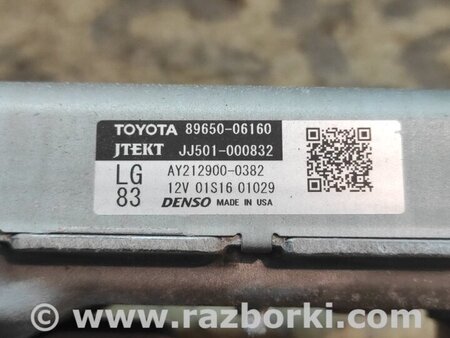 TOYOTA 89650-06160
JTEKT JJ501-000832
LG AY212900-0382
83 12V 01S16 01029
DENSO MADE IN USA
www.razborki.com